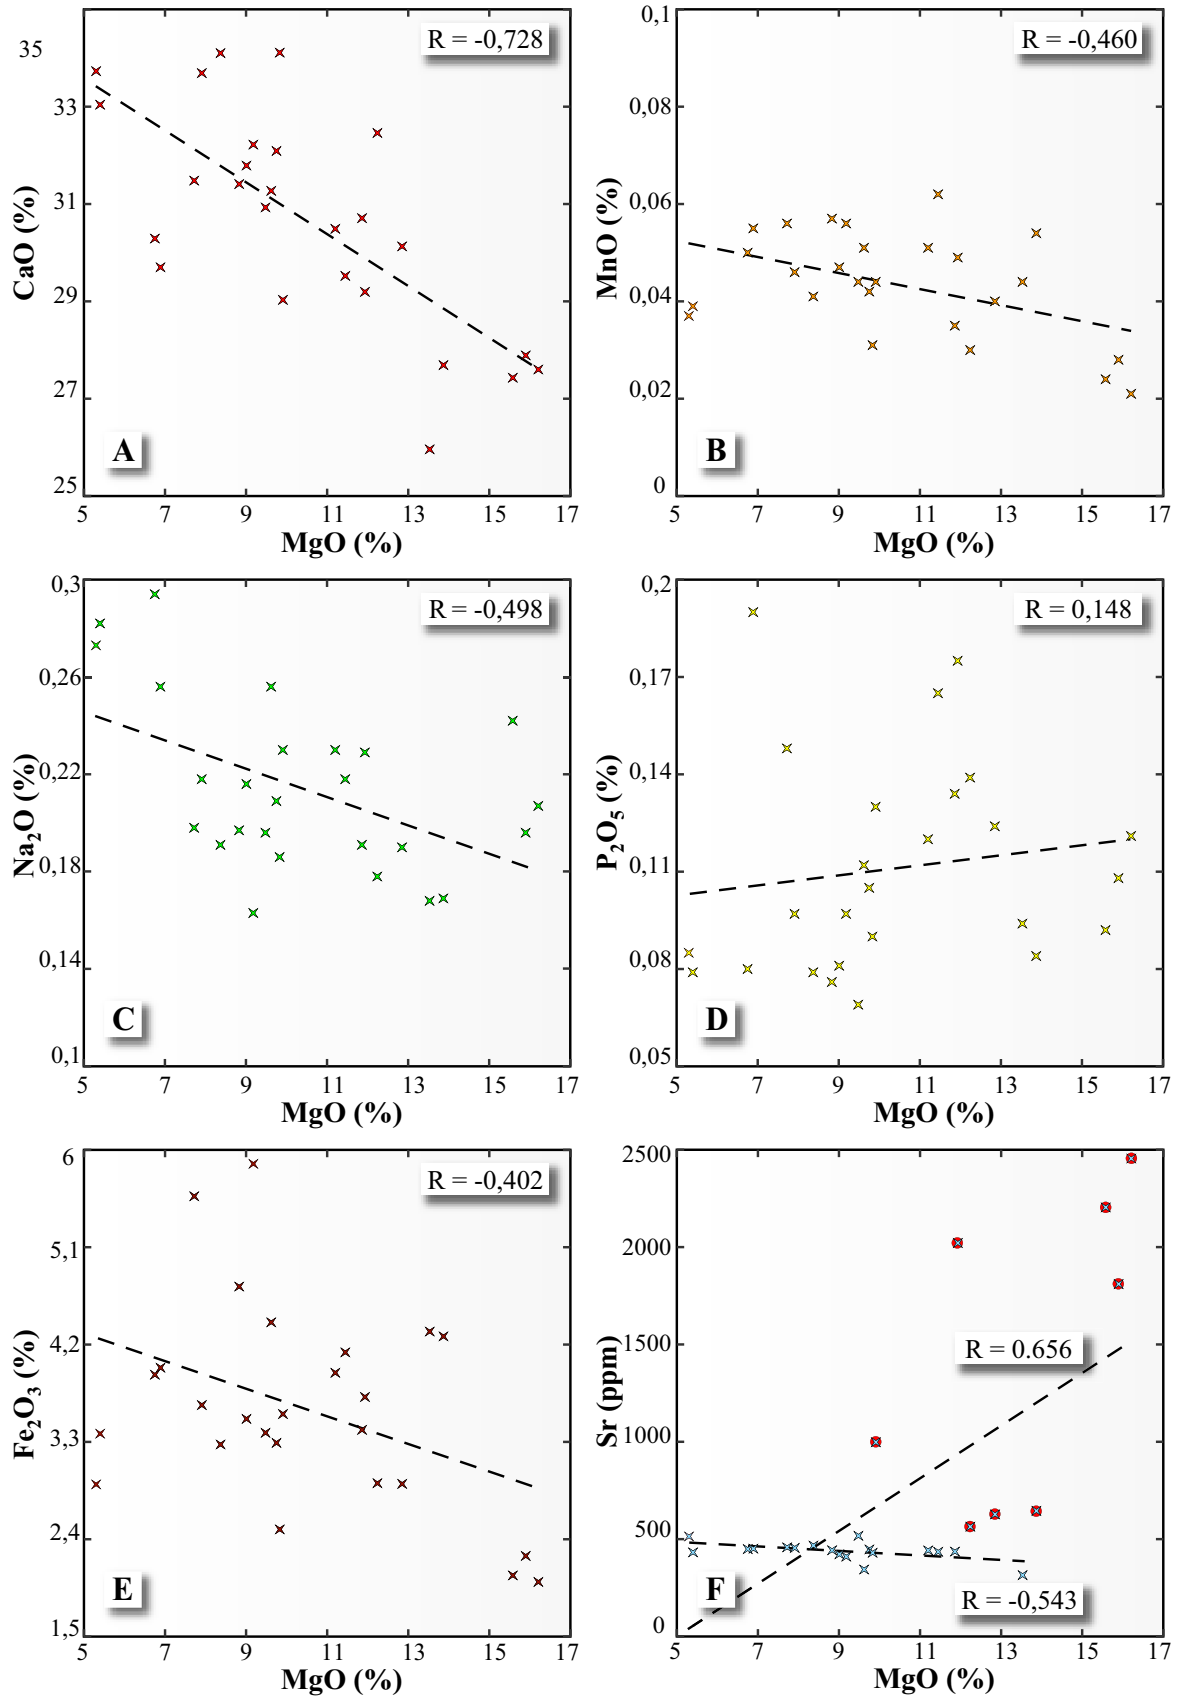 35
33
31
29
27
25
CaO (%)
R = -0,728
A
5 7 9 11 13 15 17
MgO (%)
0,1
0,08
0,06
0,04
0,02
0
MnO (%)
R = -0,460
B
5 7 9 11 13 15 17
MgO (%)
0,3
0,26
0,22
0,18
0,14
0,1
Na₂O (%)
R = -0,498
C
5 7 9 11 13 15 17
MgO (%)
0,2
0,17
0,14
0,11
0,08
0,05
P₂O₅ (%)
R = 0,148
D
5 7 9 11 13 15 17
MgO (%)
6
5,1
4,2
3,3
2,4
1,5
Fe₂O₃ (%)
R = -0,402
E
5 7 9 11 13 15 17
MgO (%)
2500
2000
1500
1000
500
0
Sr (ppm)
R = 0.656
R = -0,543
F
5 7 9 11 13 15 17
MgO (%)